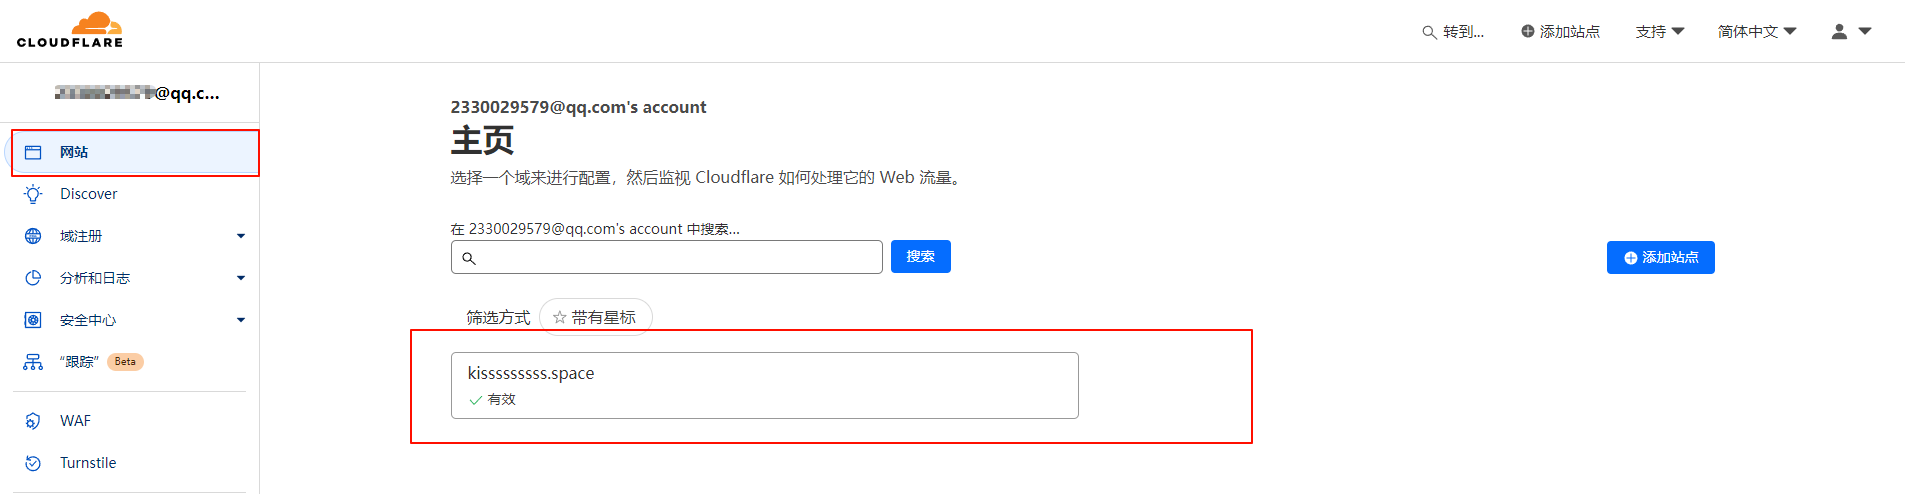 CLOUDFLARE
转到...
添加站点
支持
简体中文
@qq.c...
网站
Discover
域注册
分析和日志
安全中心
“跟踪” Beta
WAF
Turnstile
2330029579@qq.com's account
主页
选择一个域来进行配置，然后监视 Cloudflare 如何处理它的 Web 流量。
在 2330029579@qq.com's account 中搜索...
搜索
添加站点
筛选方式 带有星标
kisssssssss.space
有效